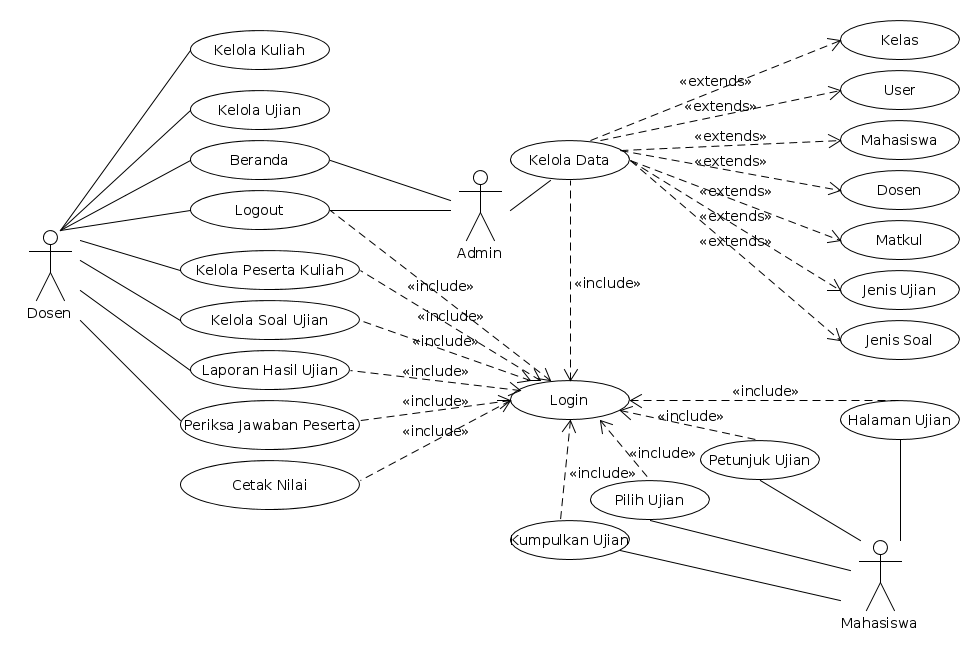 Kelola Kuliah
Kelola Ujian
Beranda
Logout
Kelola Peserta Kuliah
Kelola Soal Ujian
Laporan Hasil Ujian
Periksa Jawaban Peserta
Cetak Nilai
Dosen
Admin
Kelola Data
«extends»
«extends»
«extends»
«extends»
«extends»
«extends»
«extends»
Kelas
User
Mahasiswa
Dosen
Matkul
Jenis Ujian
Jenis Soal
«include»
«include»
«include»
«include»
«include»
«include»
«include»
Login
«include»
«include»
«include»
«include»
Halaman Ujian
Petunjuk Ujian
Pilih Ujian
Kumpulkan Ujian
Mahasiswa